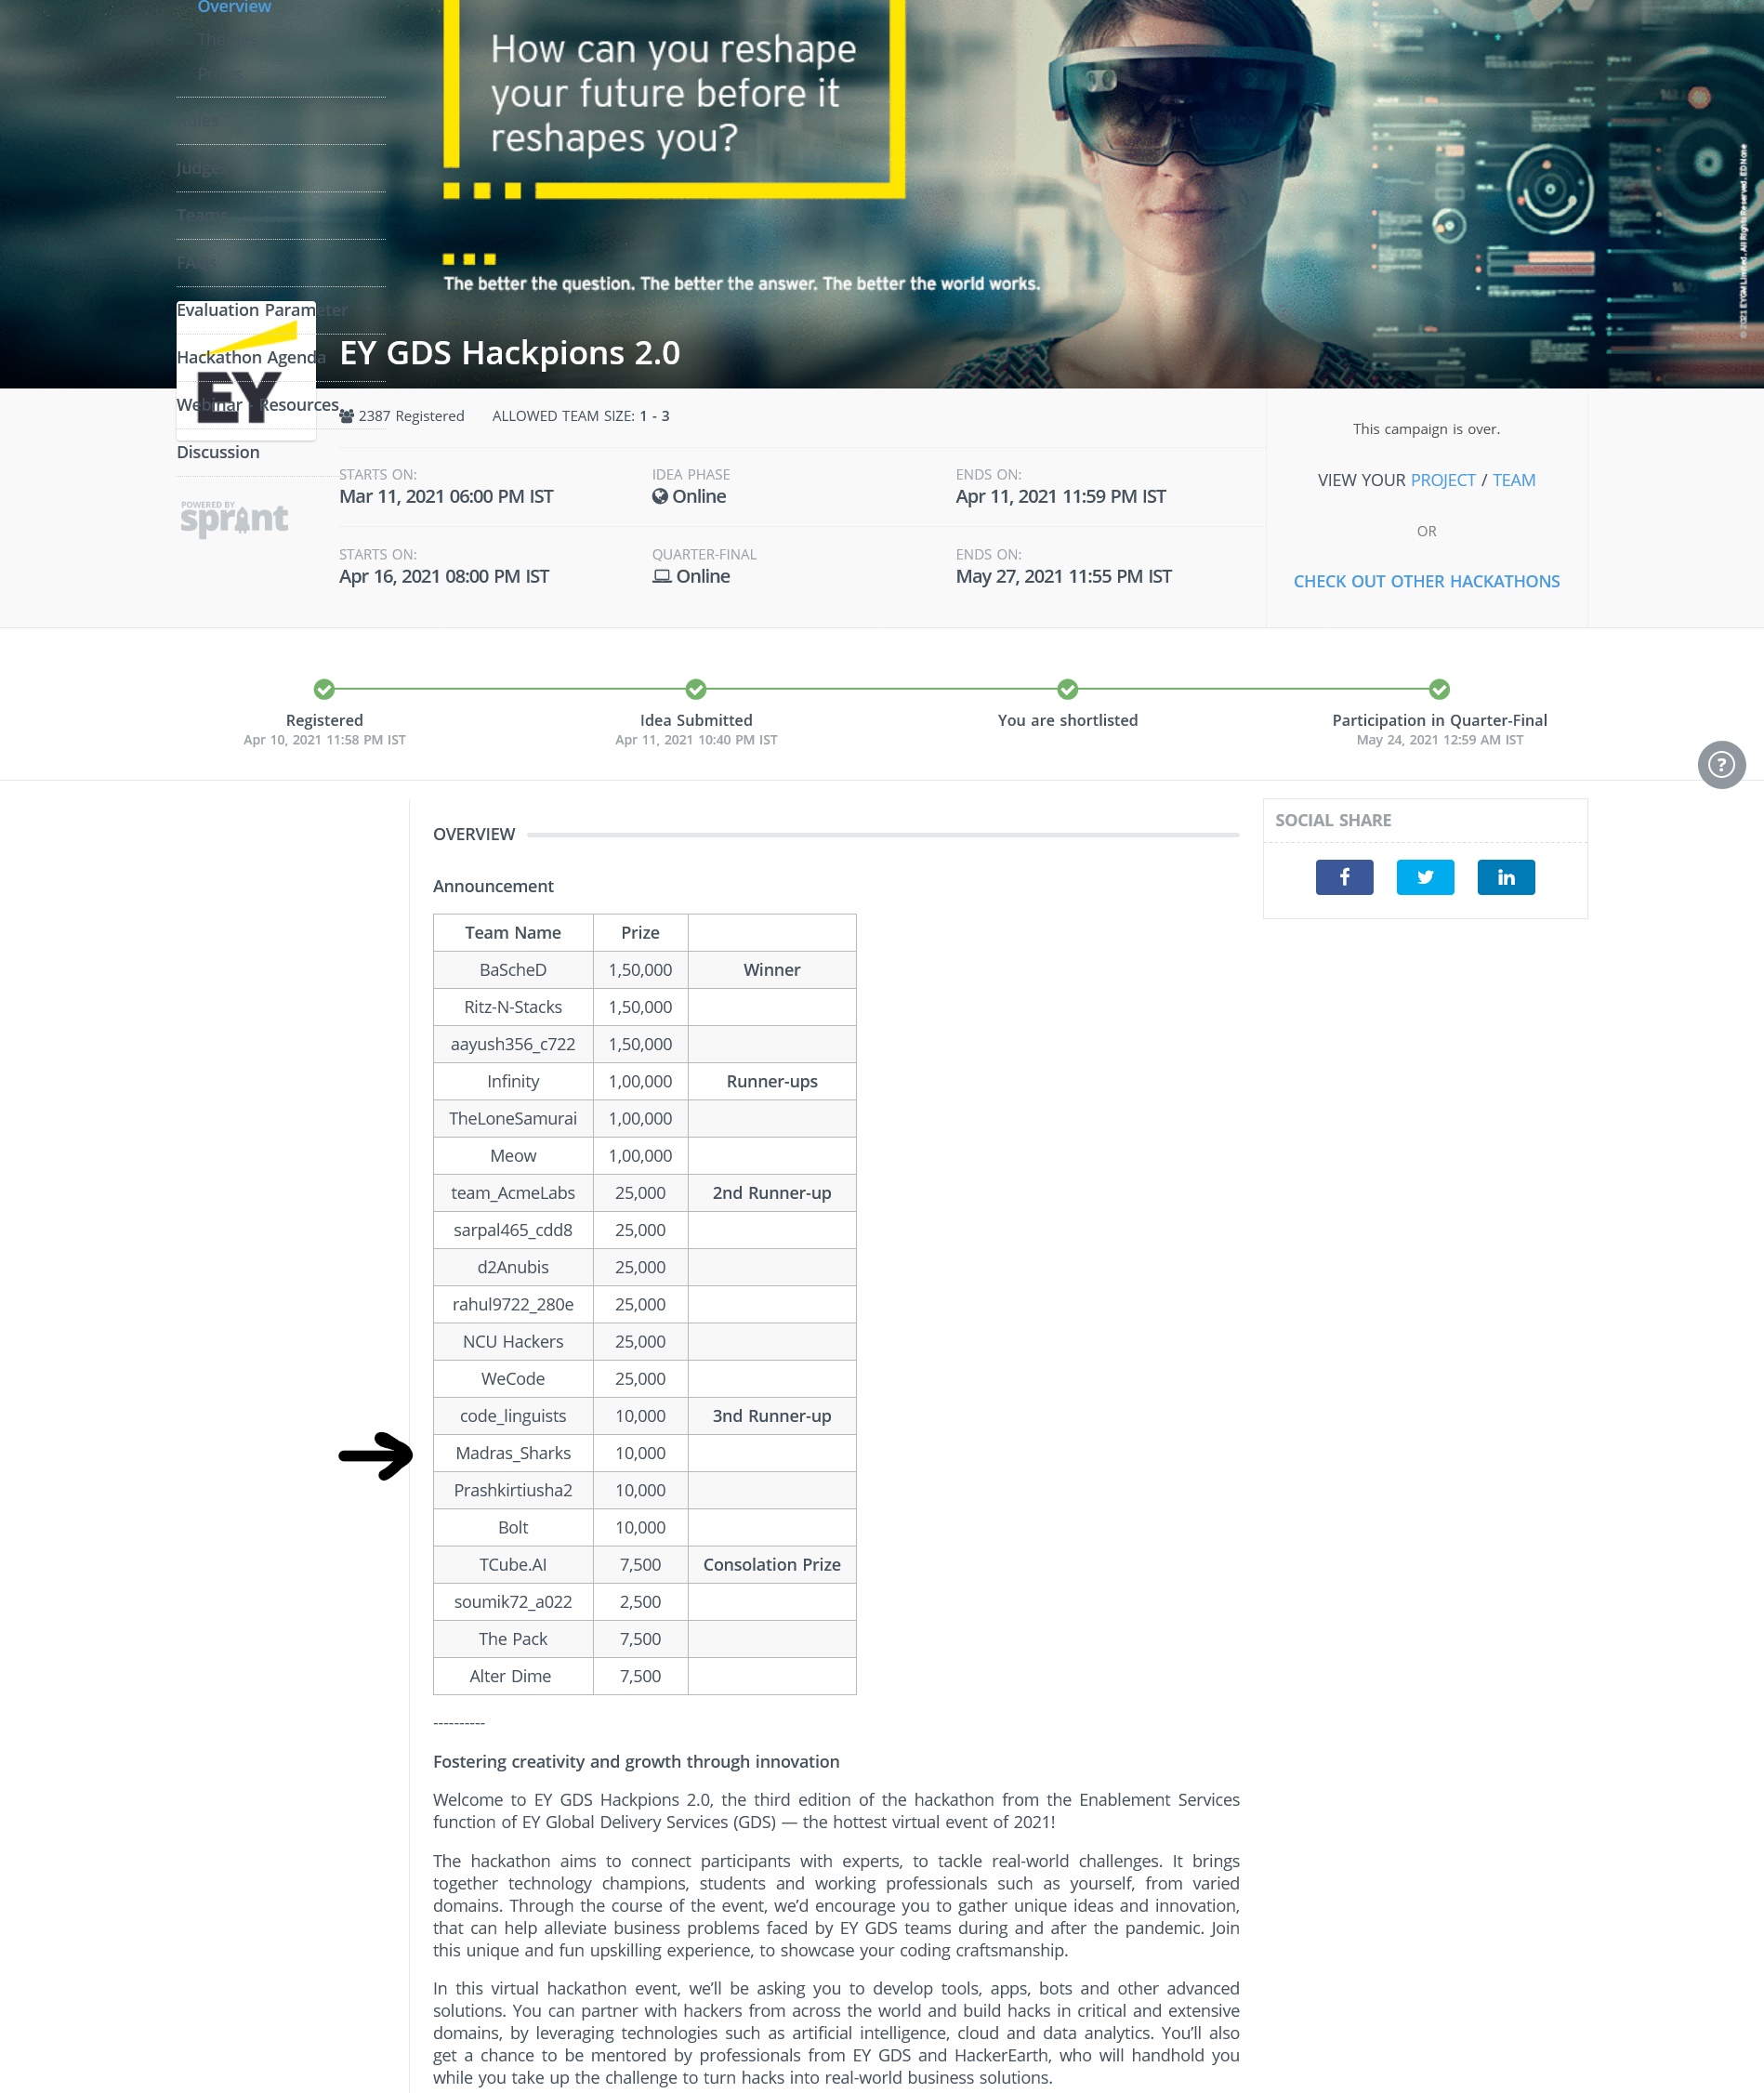 Overview
Themes
Prizes
Rules
Judges
Teams
FAQs
Evaluation Parameter
Hackathon Agenda
Webinar - Resources
Discussion
POWERED BY
sprint
How can you reshape
your future before it
reshapes you?
The better the question. The better the answer. The better the world works.
© 2021 EYGM Limited. All Rights Reserved. ED None
EY
EY GDS Hackpions 2.0
2387 Registered ALLOWED TEAM SIZE: 1 - 3
STARTS ON: IDEA PHASE ENDS ON:
Mar 11, 2021 06:00 PM IST Online Apr 11, 2021 11:59 PM IST
STARTS ON: QUARTER-FINAL ENDS ON:
Apr 16, 2021 08:00 PM IST Online May 27, 2021 11:55 PM IST
This campaign is over.
VIEW YOUR PROJECT / TEAM
OR
CHECK OUT OTHER HACKATHONS
Registered Idea Submitted You are shortlisted Participation in Quarter-Final
Apr 10, 2021 11:58 PM IST Apr 11, 2021 10:40 PM IST May 24, 2021 12:59 AM IST
?
OVERVIEW
SOCIAL SHARE
Announcement
Team Name Prize
BaScheD 1,50,000 Winner
Ritz-N-Stacks 1,50,000
aayush356_c722 1,50,000
Infinity 1,00,000 Runner-ups
TheLoneSamurai 1,00,000
Meow 1,00,000
team_AcmeLabs 25,000 2nd Runner-up
sarpal465_cdd8 25,000
d2Anubis 25,000
rahul9722_280e 25,000
NCU Hackers 25,000
WeCode 25,000
code_linguists 10,000 3nd Runner-up
Madras_Sharks 10,000
Prashkirtiusha2 10,000
Bolt 10,000
TCube.AI 7,500 Consolation Prize
soumik72_a022 2,500
The Pack 7,500
Alter Dime 7,500
----------
Fostering creativity and growth through innovation
Welcome to EY GDS Hackpions 2.0, the third edition of the hackathon from the Enablement Services
function of EY Global Delivery Services (GDS) — the hottest virtual event of 2021!
The hackathon aims to connect participants with experts, to tackle real-world challenges. It brings
together technology champions, students and working professionals such as yourself, from varied
domains. Through the course of the event, we’d encourage you to gather unique ideas and innovation,
that can help alleviate business problems faced by EY GDS teams during and after the pandemic. Join
this unique and fun upskilling experience, to showcase your coding craftsmanship.
In this virtual hackathon event, we’ll be asking you to develop tools, apps, bots and other advanced
solutions. You can partner with hackers from across the world and build hacks in critical and extensive
domains, by leveraging technologies such as artificial intelligence, cloud and data analytics. You’ll also
get a chance to be mentored by professionals from EY GDS and HackerEarth, who will handhold you
while you take up the challenge to turn hacks into real-world business solutions.